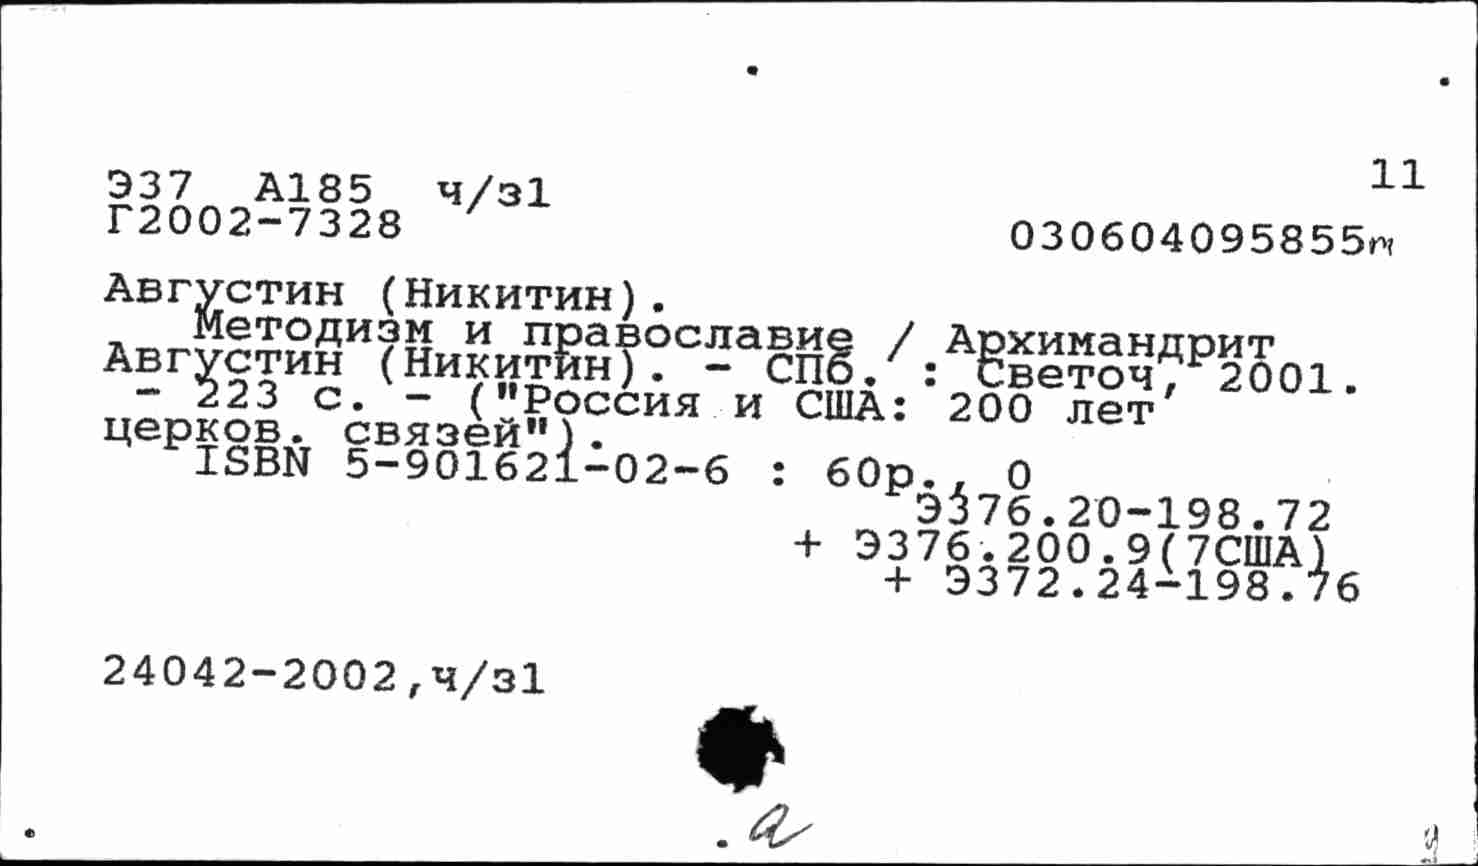 11
Э37 А185 ч/з1
Г2002-7328
030604095855m
Августин (Никитин).
Методизм и православие / Архимандрит
Августин (Никитин). - СПб. : Светоч, 2001.
- 223 с. - ("Россия и США: 200 лет
церков. связей").
ISBN 5-901621-02-6 : 60р., 0
Э376.20-198.72
+ Э376.200.9(7США)
+ Э372.24-198.76
24042-2002,ч/з1
а